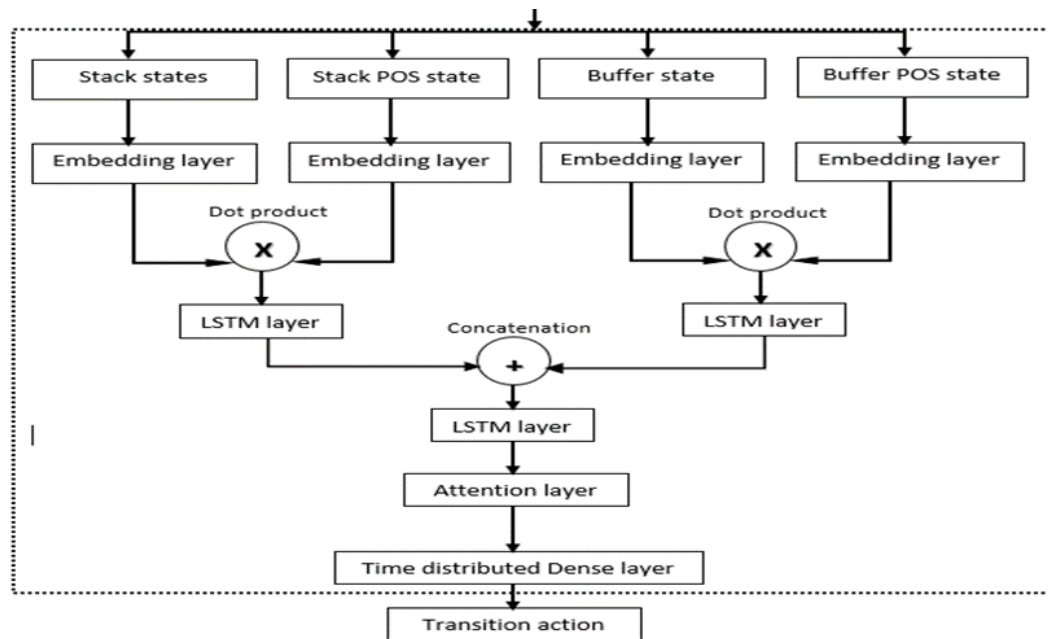 Stack states
Stack POS state
Buffer state
Buffer POS state
Embedding layer
Embedding layer
Embedding layer
Embedding layer
Dot product
Dot product
X
X
LSTM layer
LSTM layer
Concatenation
+
LSTM layer
Attention layer
Time distributed Dense layer
Transition action